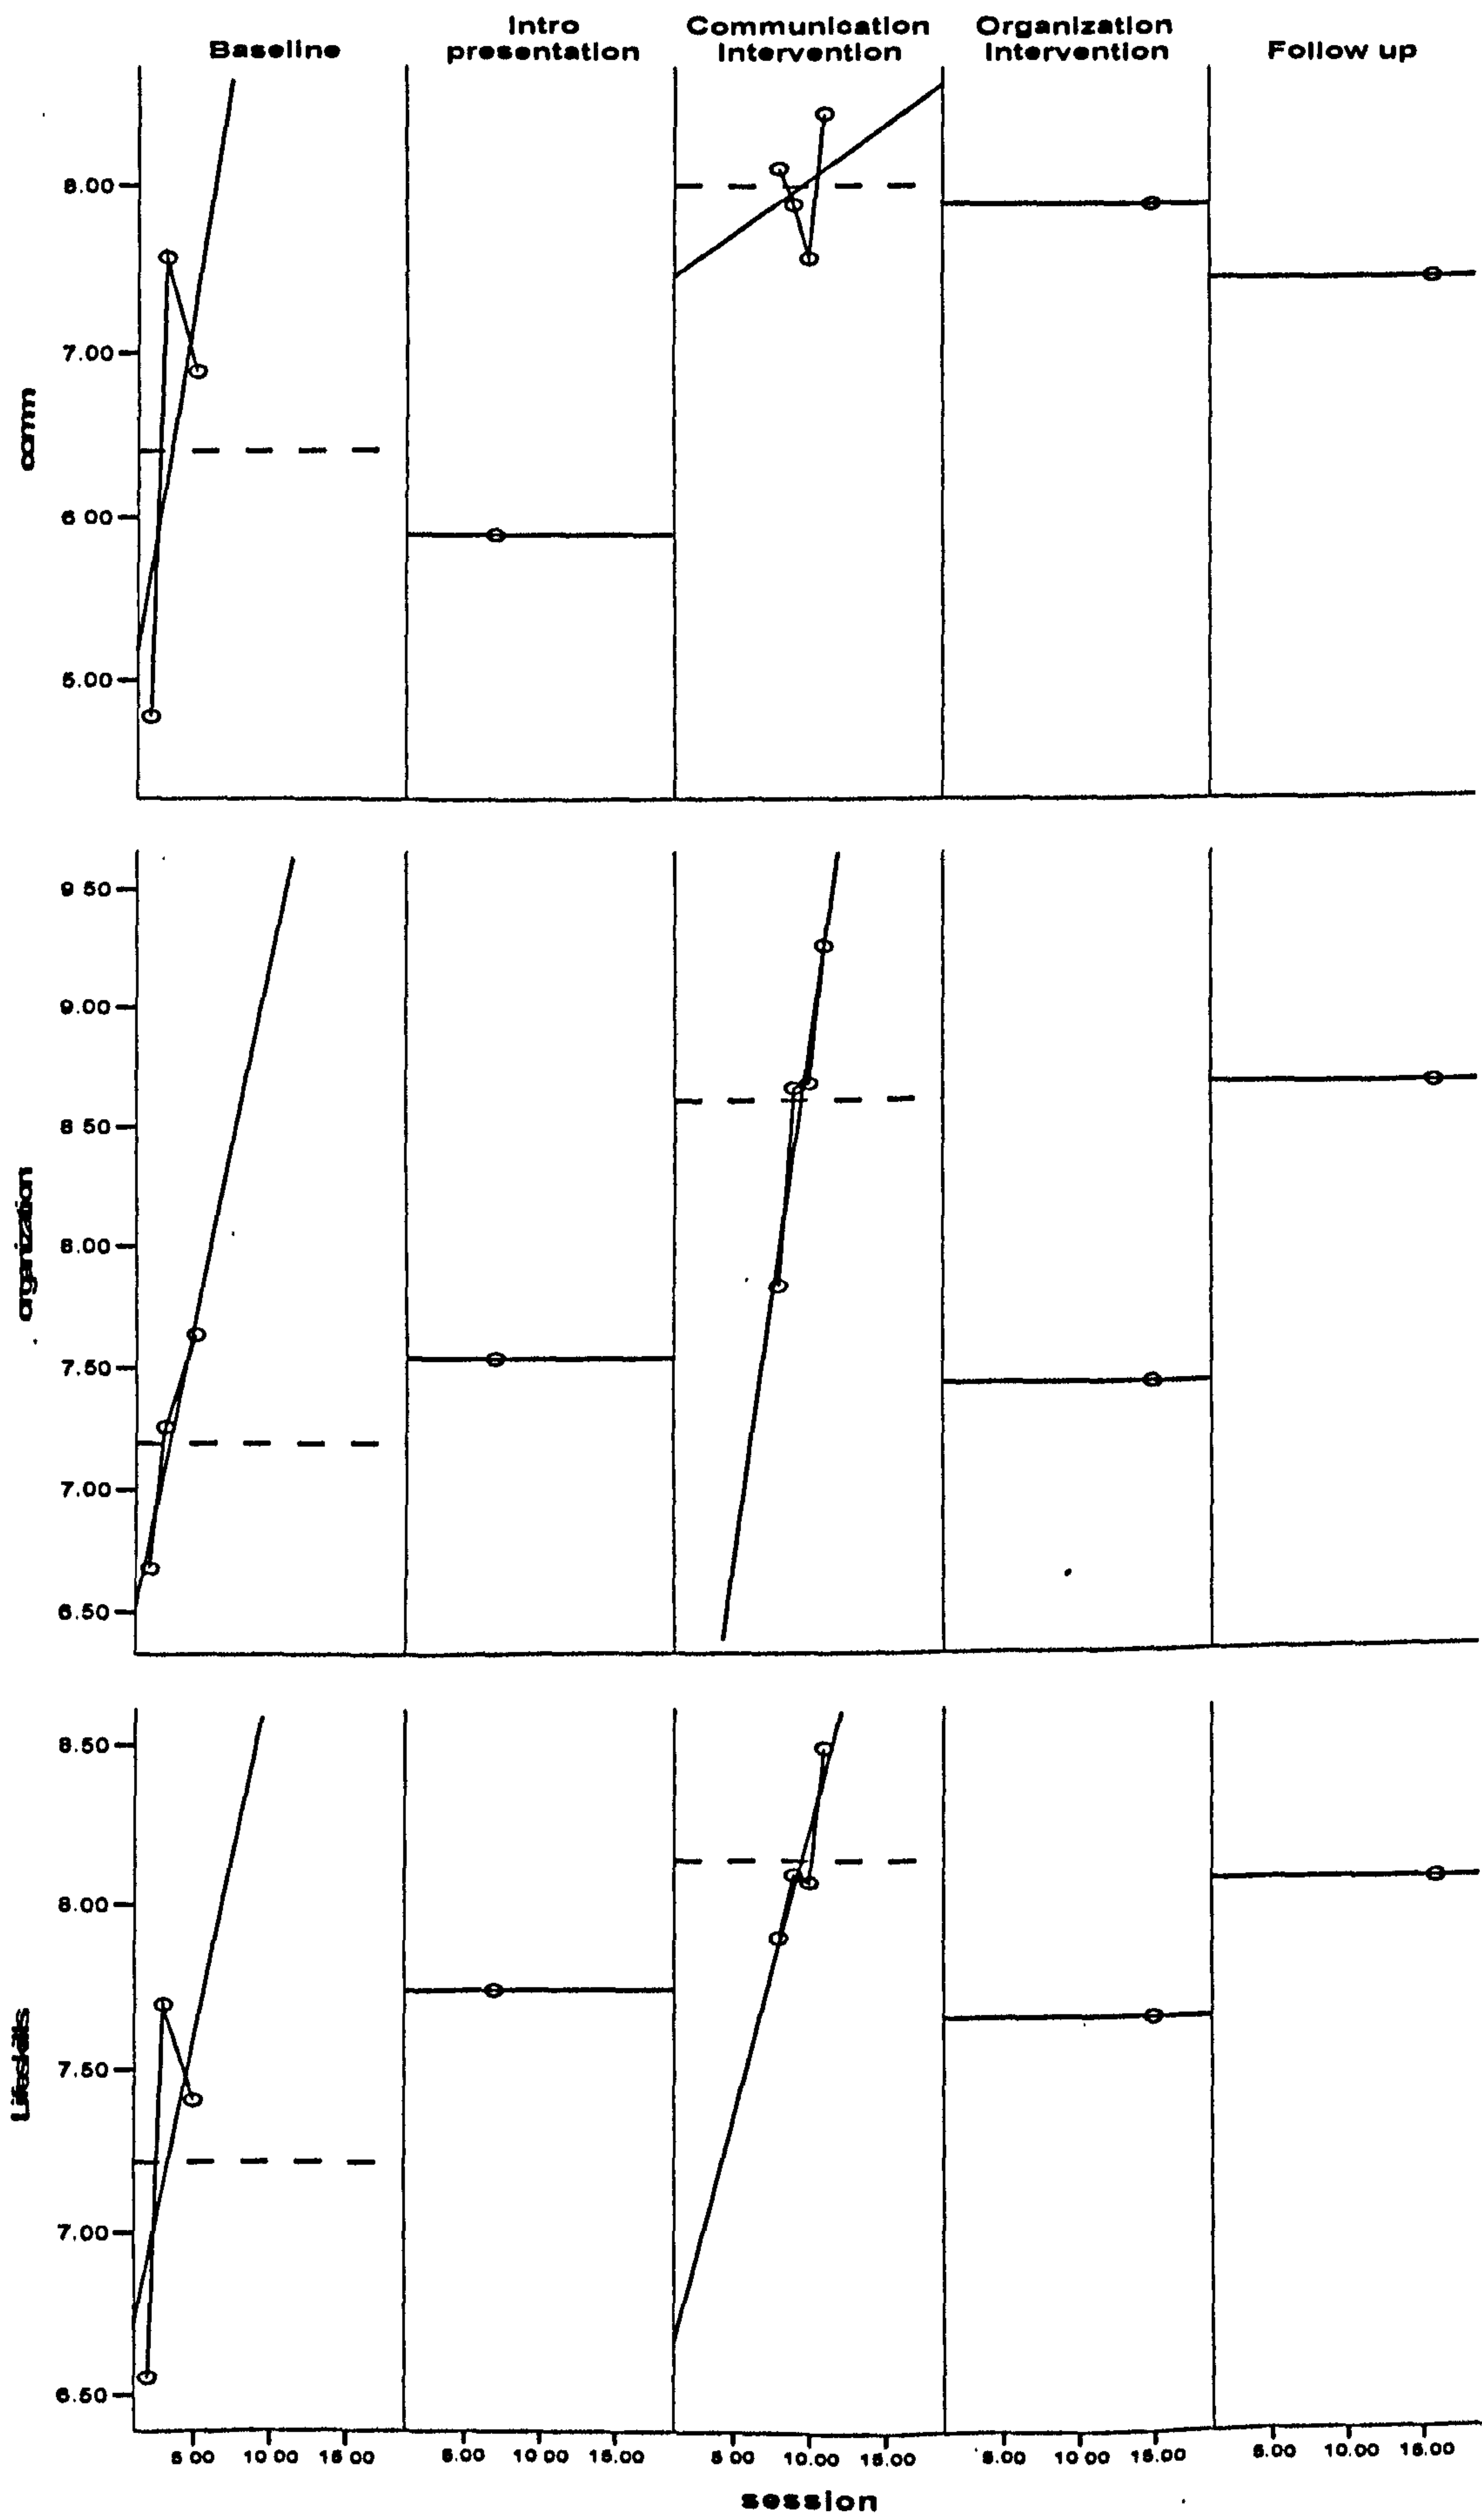 Baseline
Intro
presentation
Communication
Intervention
Organization
Intervention
Follow up
8.00
7.00
6 00
5.00
comm
9 50
9.00
8 50
8.00
7.50
7.00
6.50
organization
8.50
8.00
7.50
7.00
6.50
Lifeskills
5 00 10 00 15 00
5.00 10.00 15.00
5 00 10.00 15.00
5.00 10.00 15.00
5.00 10.00 15.00
session